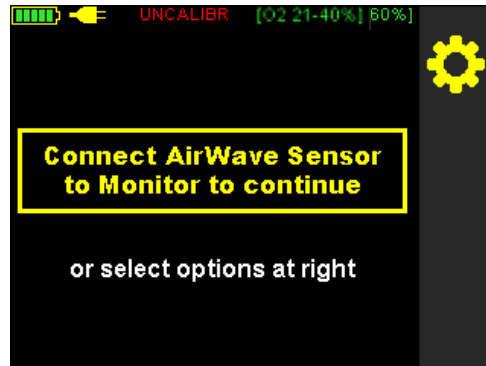 UNCALIBR [O2 21-40%] 60%]
Connect AirWave Sensor
to Monitor to continue
or select options at right